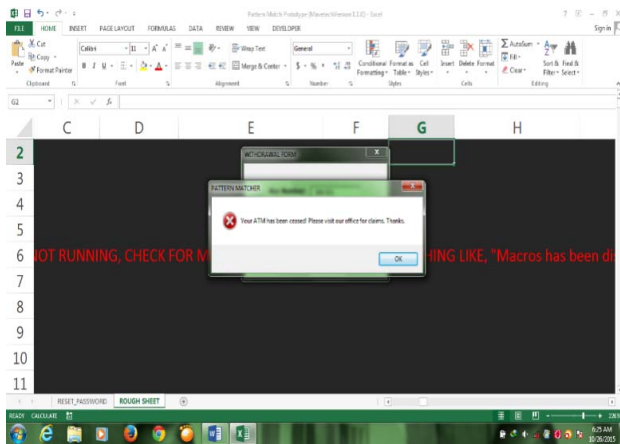 Pattern Match Prototype [Maxetes Version 1.1.0] - Excel
Sign in
FILE HOME INSERT PAGE LAYOUT FORMULAS DATA REVIEW VIEW DEVELOPER
Cut
Copy
Format Painter
Paste
Calibri 11
B I U
Wrap Text
Merge & Center
General
$ % ,
Conditional Formatting
Format as Table
Cell Styles
Insert Delete Format
AutoSum
Fill
Clear
Sort & Filter
Find & Select
Clipboard Font Alignment Number Styles Cells Editing
G2
fx
C D E F G H
2
WITHDRAWAL FORM
3
PATTERN MATCHER
4
Your ATM has been ceased! Please visit our office for claims. Thanks.
5
OK
6 NOT RUNNING, CHECK FOR M HING LIKE, "Macros has been di
7
8
9
10
11
RESET_PASSWORD ROUGH SHEET
READY CALCULATE
6:25 AM
10/26/2015